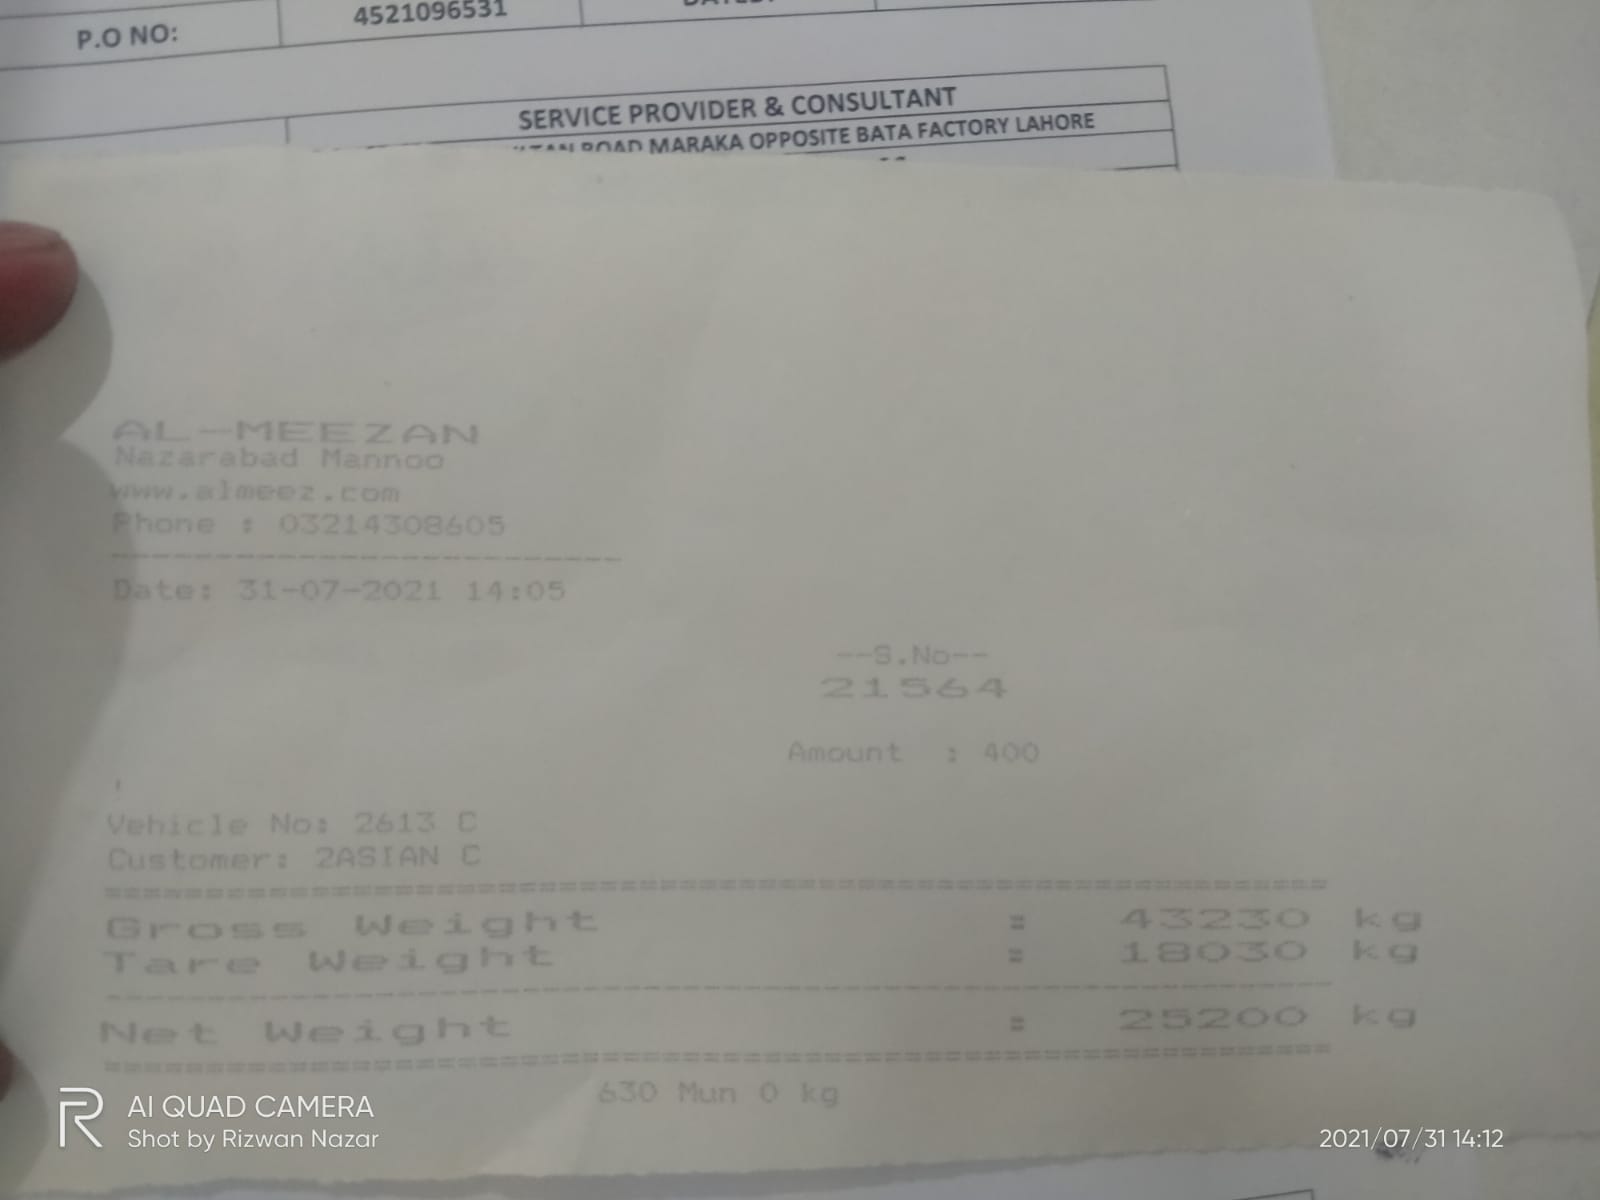 P.O NO: 4521096531
SERVICE PROVIDER & CONSULTANT
ROAD MARAKA OPPOSITE BATA FACTORY LAHORE
AL-MEEZAN
Nazarabad Mannoo
www.almeez.com
Phone : 03214308605
Date: 31-07-2021 14:05
--S.No--
21564
Amount : 400
Vehicle No: 2613 C
Customer: 2ASIAN C
Gross Weight = 43230 kg
Tare Weight = 18030 kg
Net Weight = 25200 kg
630 Mun 0 kg
R
AI QUAD CAMERA
Shot by Rizwan Nazar
2021/07/31 14:12